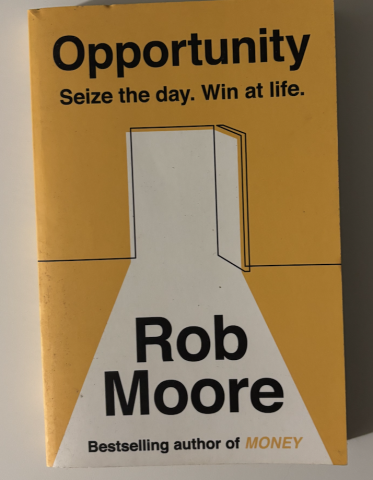 Opportunity
Seize the day. Win at life.
Rob
Moore
Bestselling author of MONEY